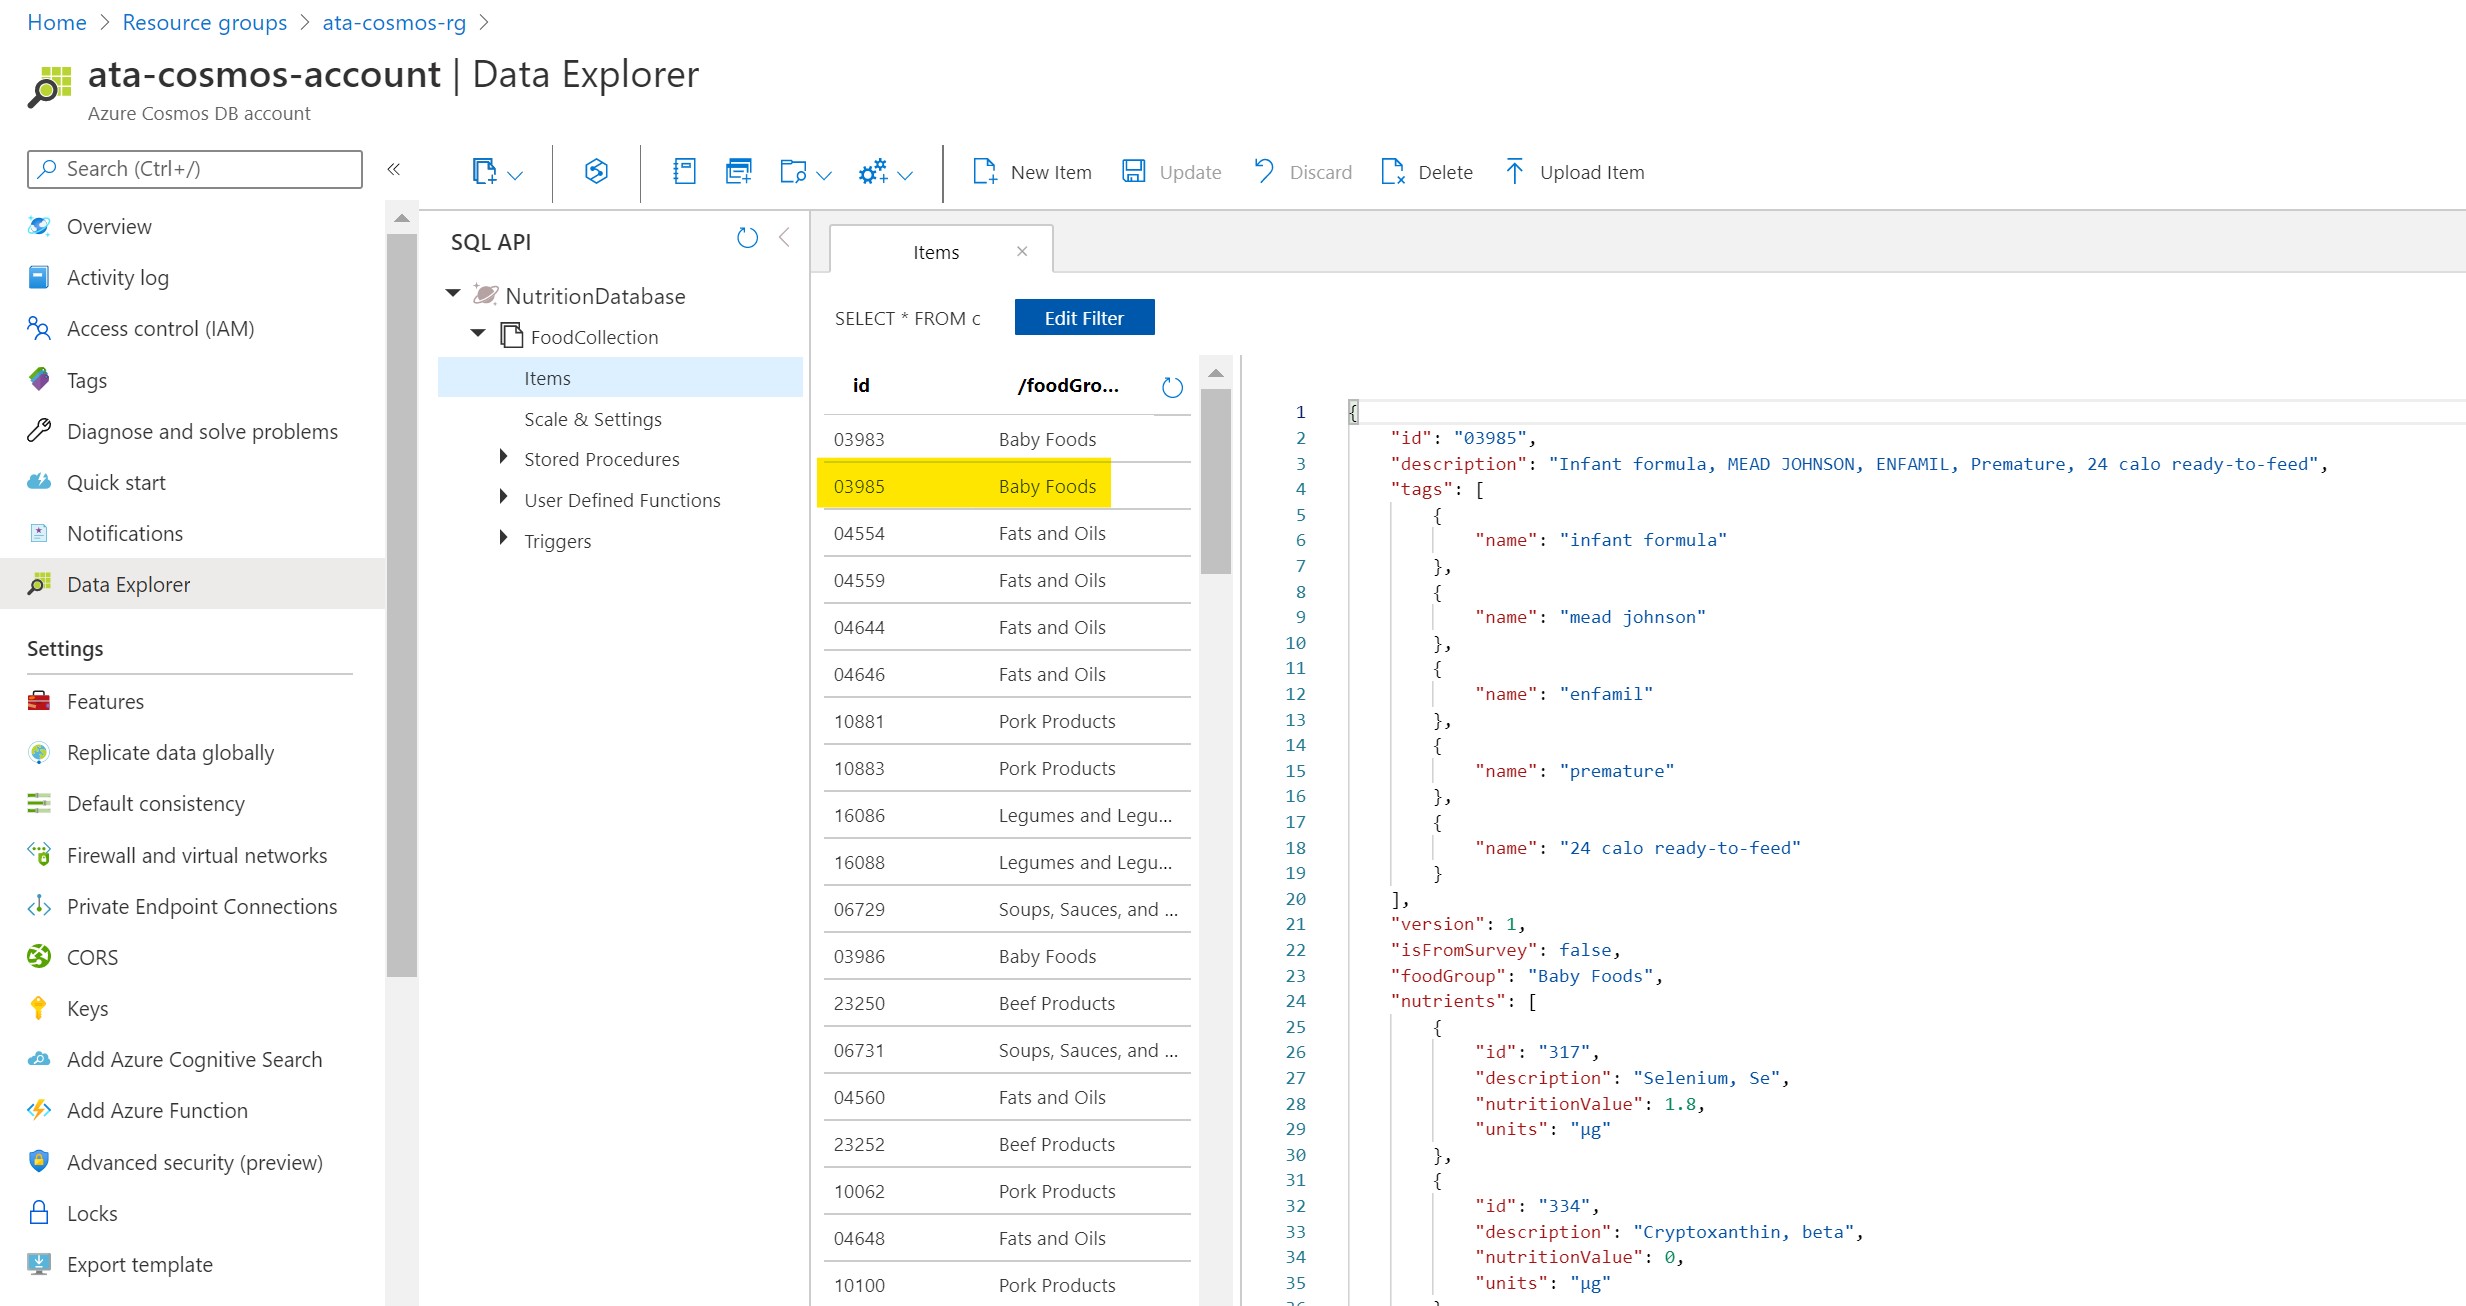 Home > Resource groups > ata-cosmos-rg >
ata-cosmos-account | Data Explorer
Azure Cosmos DB account
Search (Ctrl+/)
«
New Item
Update
Discard
Delete
Upload Item
Overview
Activity log
Access control (IAM)
Tags
Diagnose and solve problems
Quick start
Notifications
Data Explorer
Settings
Features
Replicate data globally
Default consistency
Firewall and virtual networks
Private Endpoint Connections
CORS
Keys
Add Azure Cognitive Search
Add Azure Function
Advanced security (preview)
Locks
Export template
SQL API
NutritionDatabase
FoodCollection
Items
Scale & Settings
Stored Procedures
User Defined Functions
Triggers
Items
SELECT * FROM c
Edit Filter
id /foodGro...
03983 Baby Foods
03985 Baby Foods
04554 Fats and Oils
04559 Fats and Oils
04644 Fats and Oils
04646 Fats and Oils
10881 Pork Products
10883 Pork Products
16086 Legumes and Legu...
16088 Legumes and Legu...
06729 Soups, Sauces, and ...
03986 Baby Foods
23250 Beef Products
06731 Soups, Sauces, and ...
04560 Fats and Oils
23252 Beef Products
10062 Pork Products
04648 Fats and Oils
10100 Pork Products
1 {
2 "id": "03985",
3 "description": "Infant formula, MEAD JOHNSON, ENFAMIL, Premature, 24 calo ready-to-feed",
4 "tags": [
5 {
6 "name": "infant formula"
7 },
8 {
9 "name": "mead johnson"
10 },
11 {
12 "name": "enfamil"
13 },
14 {
15 "name": "premature"
16 },
17 {
18 "name": "24 calo ready-to-feed"
19 }
20 ],
21 "version": 1,
22 "isFromSurvey": false,
23 "foodGroup": "Baby Foods",
24 "nutrients": [
25 {
26 "id": "317",
27 "description": "Selenium, Se",
28 "nutritionValue": 1.8,
29 "units": "µg"
30 },
31 {
32 "id": "334",
33 "description": "Cryptoxanthin, beta",
34 "nutritionValue": 0,
35 "units": "µg"